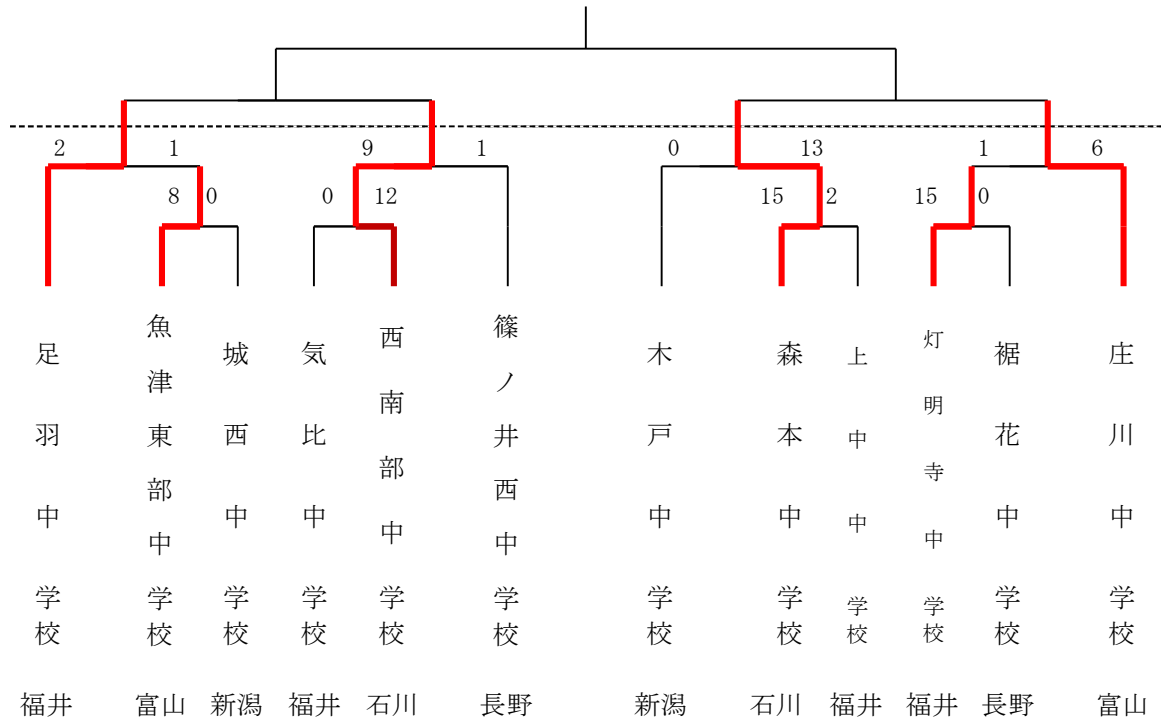 2 1 9 1 0 13 1 6
8 0 0 12 15 2 15 0
足羽中学校
魚津東部中学校
城西中学校
気比中学校
西南部中学校
篠ノ井西中学校
木戸中学校
森本中学校
上中中学校
灯明寺中学校
裾花中学校
庄川中学校
福井 富山 新潟 福井 石川 長野 新潟 石川 福井 福井 長野 富山